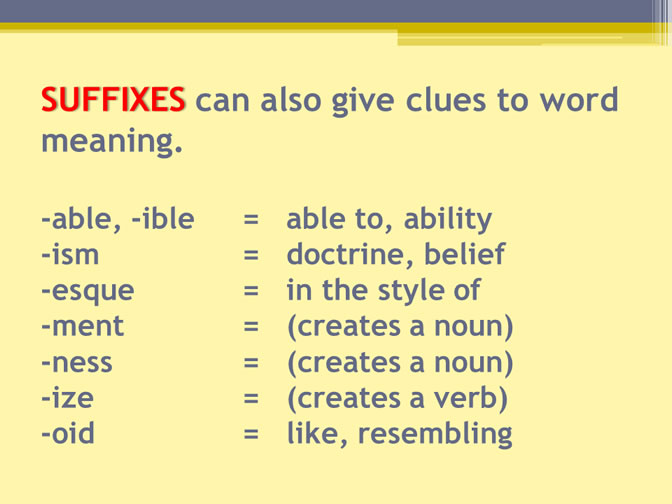 SUFFIXES can also give clues to word
meaning.
-able, -ible = able to, ability
-ism = doctrine, belief
-esque = in the style of
-ment = (creates a noun)
-ness = (creates a noun)
-ize = (creates a verb)
-oid = like, resembling